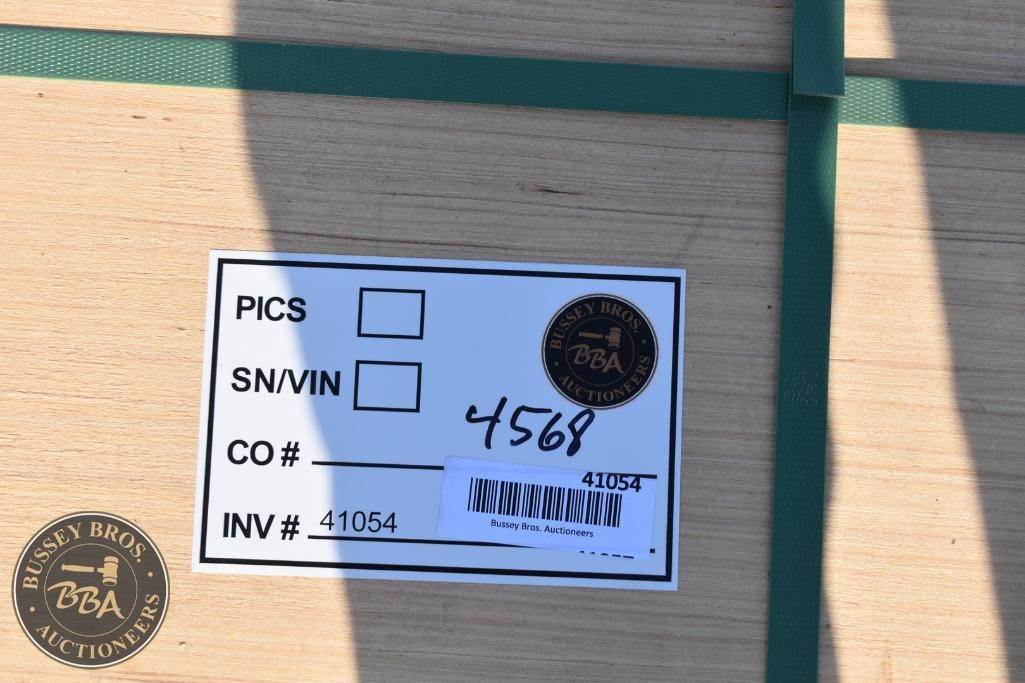 PICS
BUSSEY BROS.
BBA
AUCTIONEERS
SN/VIN
4568
CO #
41054
Bussey Bros. Auctioneers
INV # 41054
BUSSEY BROS.
BBA
AUCTIONEERS